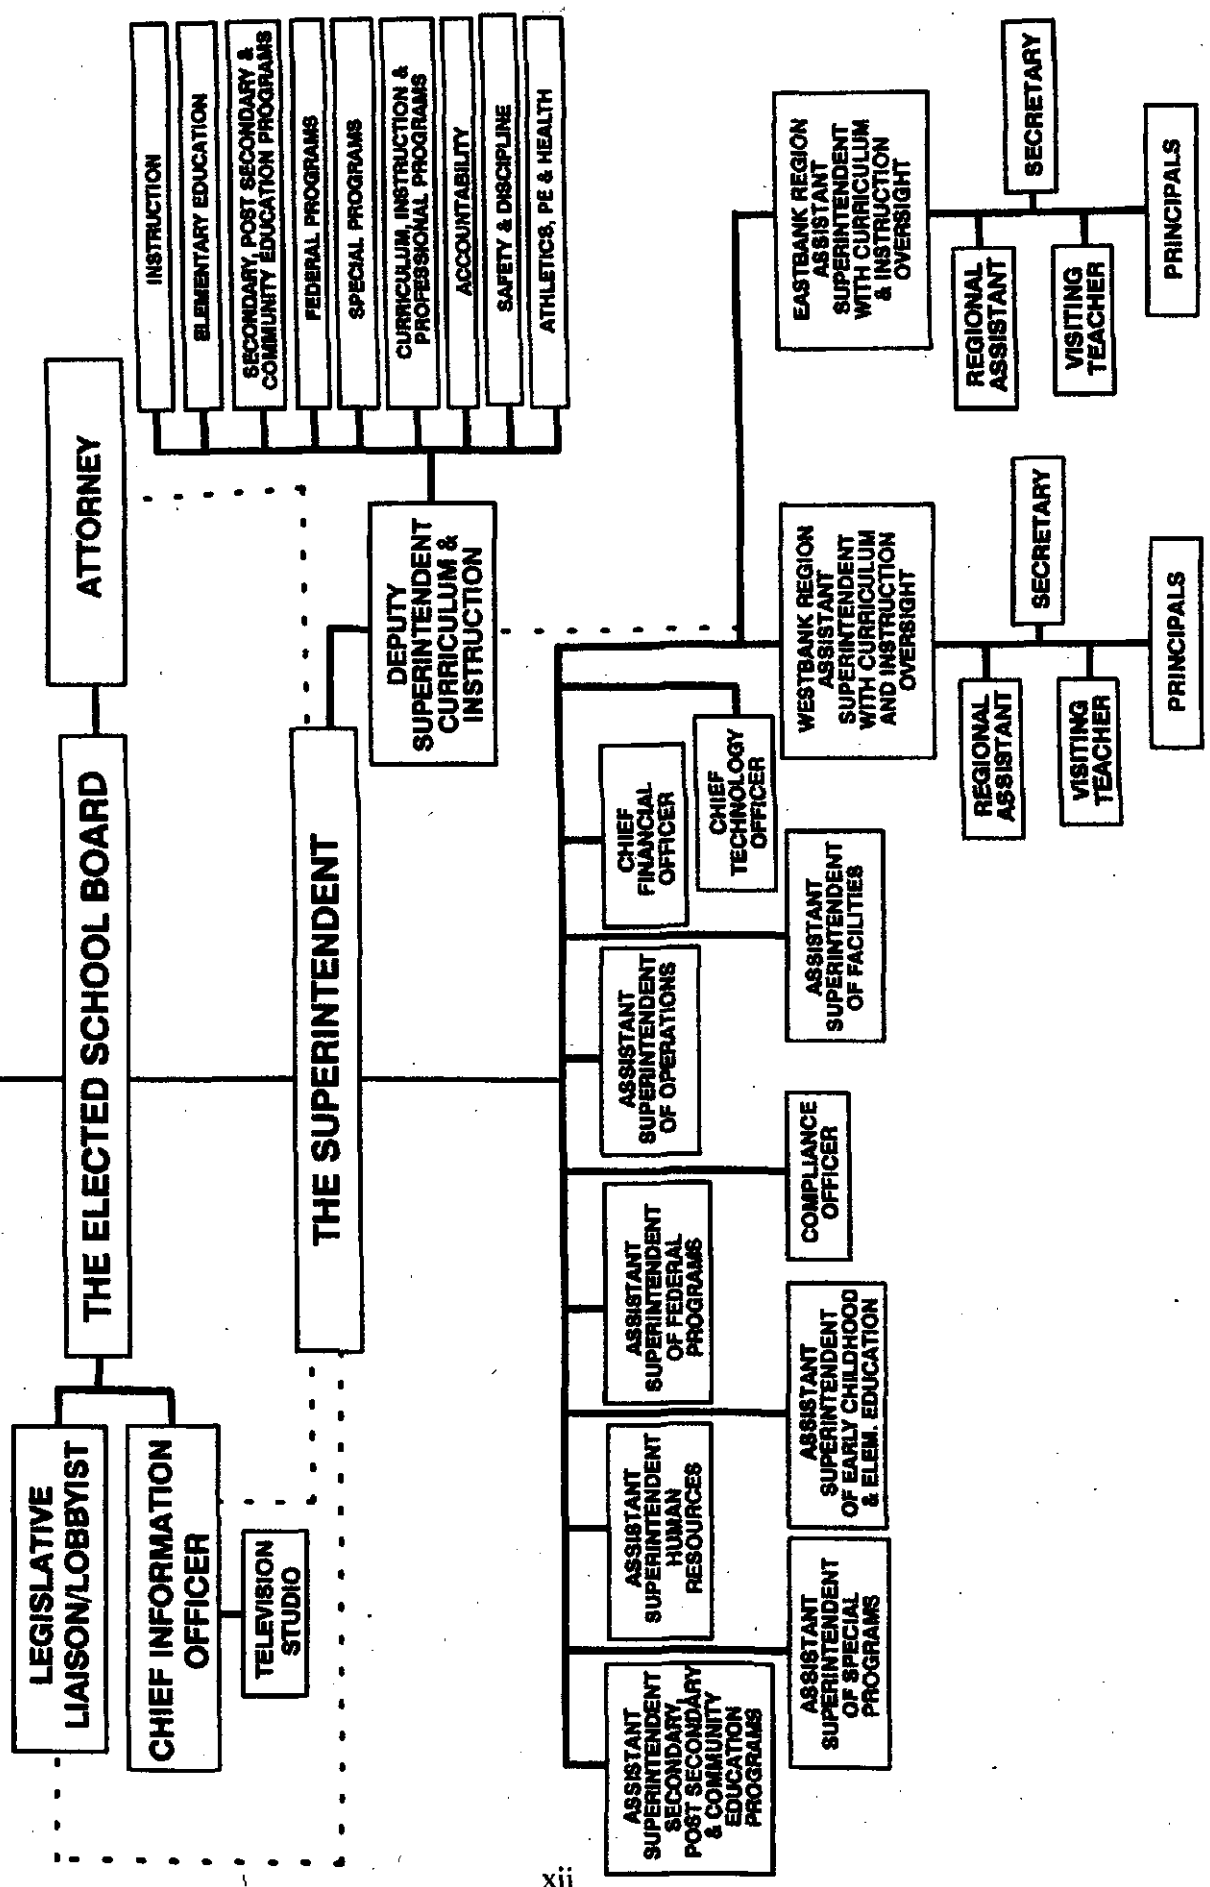 LEGISLATIVE
LIAISON/LOBBYIST
CHIEF INFORMATION
OFFICER
TELEVISION
STUDIO
THE ELECTED SCHOOL BOARD
ATTORNEY
THE SUPERINTENDENT
DEPUTY
SUPERINTENDENT
CURRICULUM &
INSTRUCTION
INSTRUCTION
ELEMENTARY EDUCATION
SECONDARY, POST SECONDARY &
COMMUNITY EDUCATION PROGRAMS
FEDERAL PROGRAMS
SPECIAL PROGRAMS
CURRICULUM, INSTRUCTION &
PROFESSIONAL PROGRAMS
ACCOUNTABILITY
SAFETY & DISCIPLINE
ATHLETICS, PE & HEALTH
ASSISTANT
SUPERINTENDENT
SECONDARY,
POST SECONDARY
& COMMUNITY
EDUCATION
PROGRAMS
ASSISTANT
SUPERINTENDENT
OF SPECIAL
PROGRAMS
ASSISTANT
SUPERINTENDENT
HUMAN
RESOURCES
ASSISTANT
SUPERINTENDENT
OF EARLY CHILDHOOD
& ELEM. EDUCATION
ASSISTANT
SUPERINTENDENT
OF FEDERAL
PROGRAMS
COMPLIANCE
OFFICER
ASSISTANT
SUPERINTENDENT
OF OPERATIONS
ASSISTANT
SUPERINTENDENT
OF FACILITIES
CHIEF
FINANCIAL
OFFICER
CHIEF
TECHNOLOGY
OFFICER
WESTBANK REGION
ASSISTANT
SUPERINTENDENT
WITH CURRICULUM
AND INSTRUCTION
OVERSIGHT
REGIONAL
ASSISTANT
SECRETARY
VISITING
TEACHER
PRINCIPALS
EASTBANK REGION
ASSISTANT
SUPERINTENDENT
WITH CURRICULUM
& INSTRUCTION
OVERSIGHT
REGIONAL
ASSISTANT
SECRETARY
VISITING
TEACHER
PRINCIPALS
xii